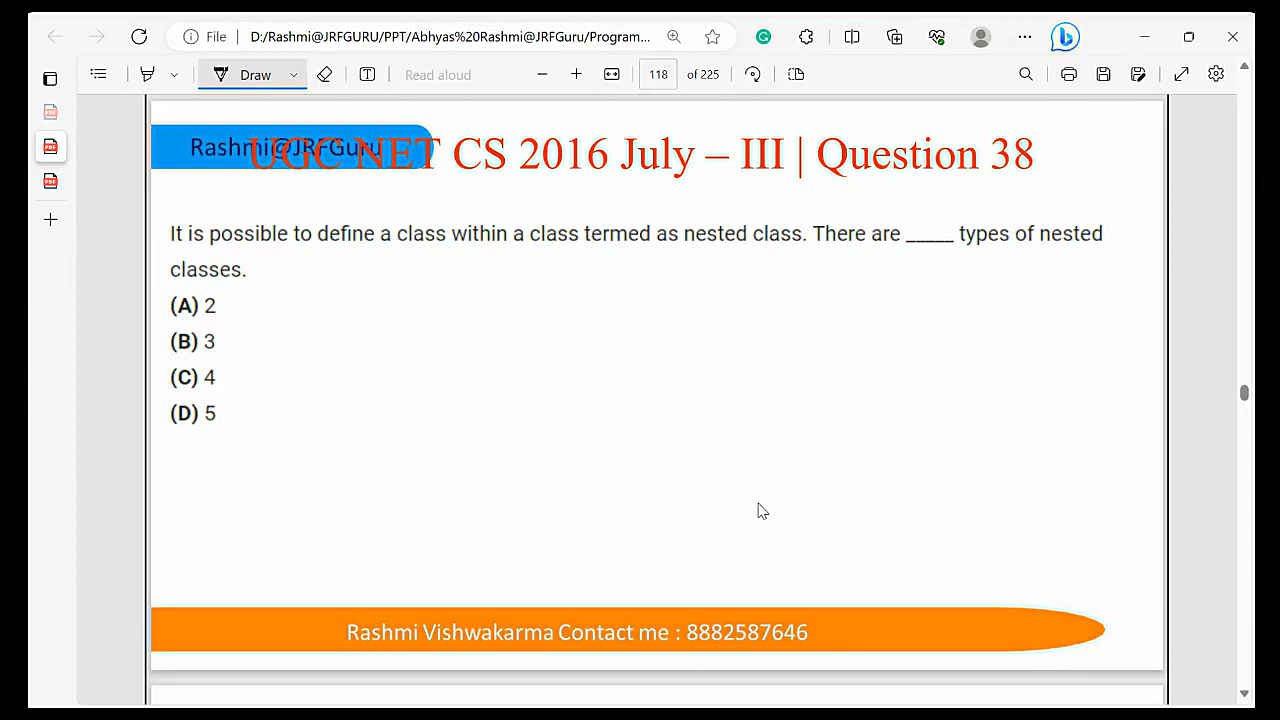 File D:/Rashmi@JRFGURU/PPT/Abhyas%20Rashmi@JRFGuru/Program...
Draw Read aloud 118 of 225
Rashmi@JRFGuru
UGC NET CS 2016 July – III | Question 38
It is possible to define a class within a class termed as nested class. There are _____ types of nested
classes.
(A) 2
(B) 3
(C) 4
(D) 5
Rashmi Vishwakarma Contact me : 8882587646